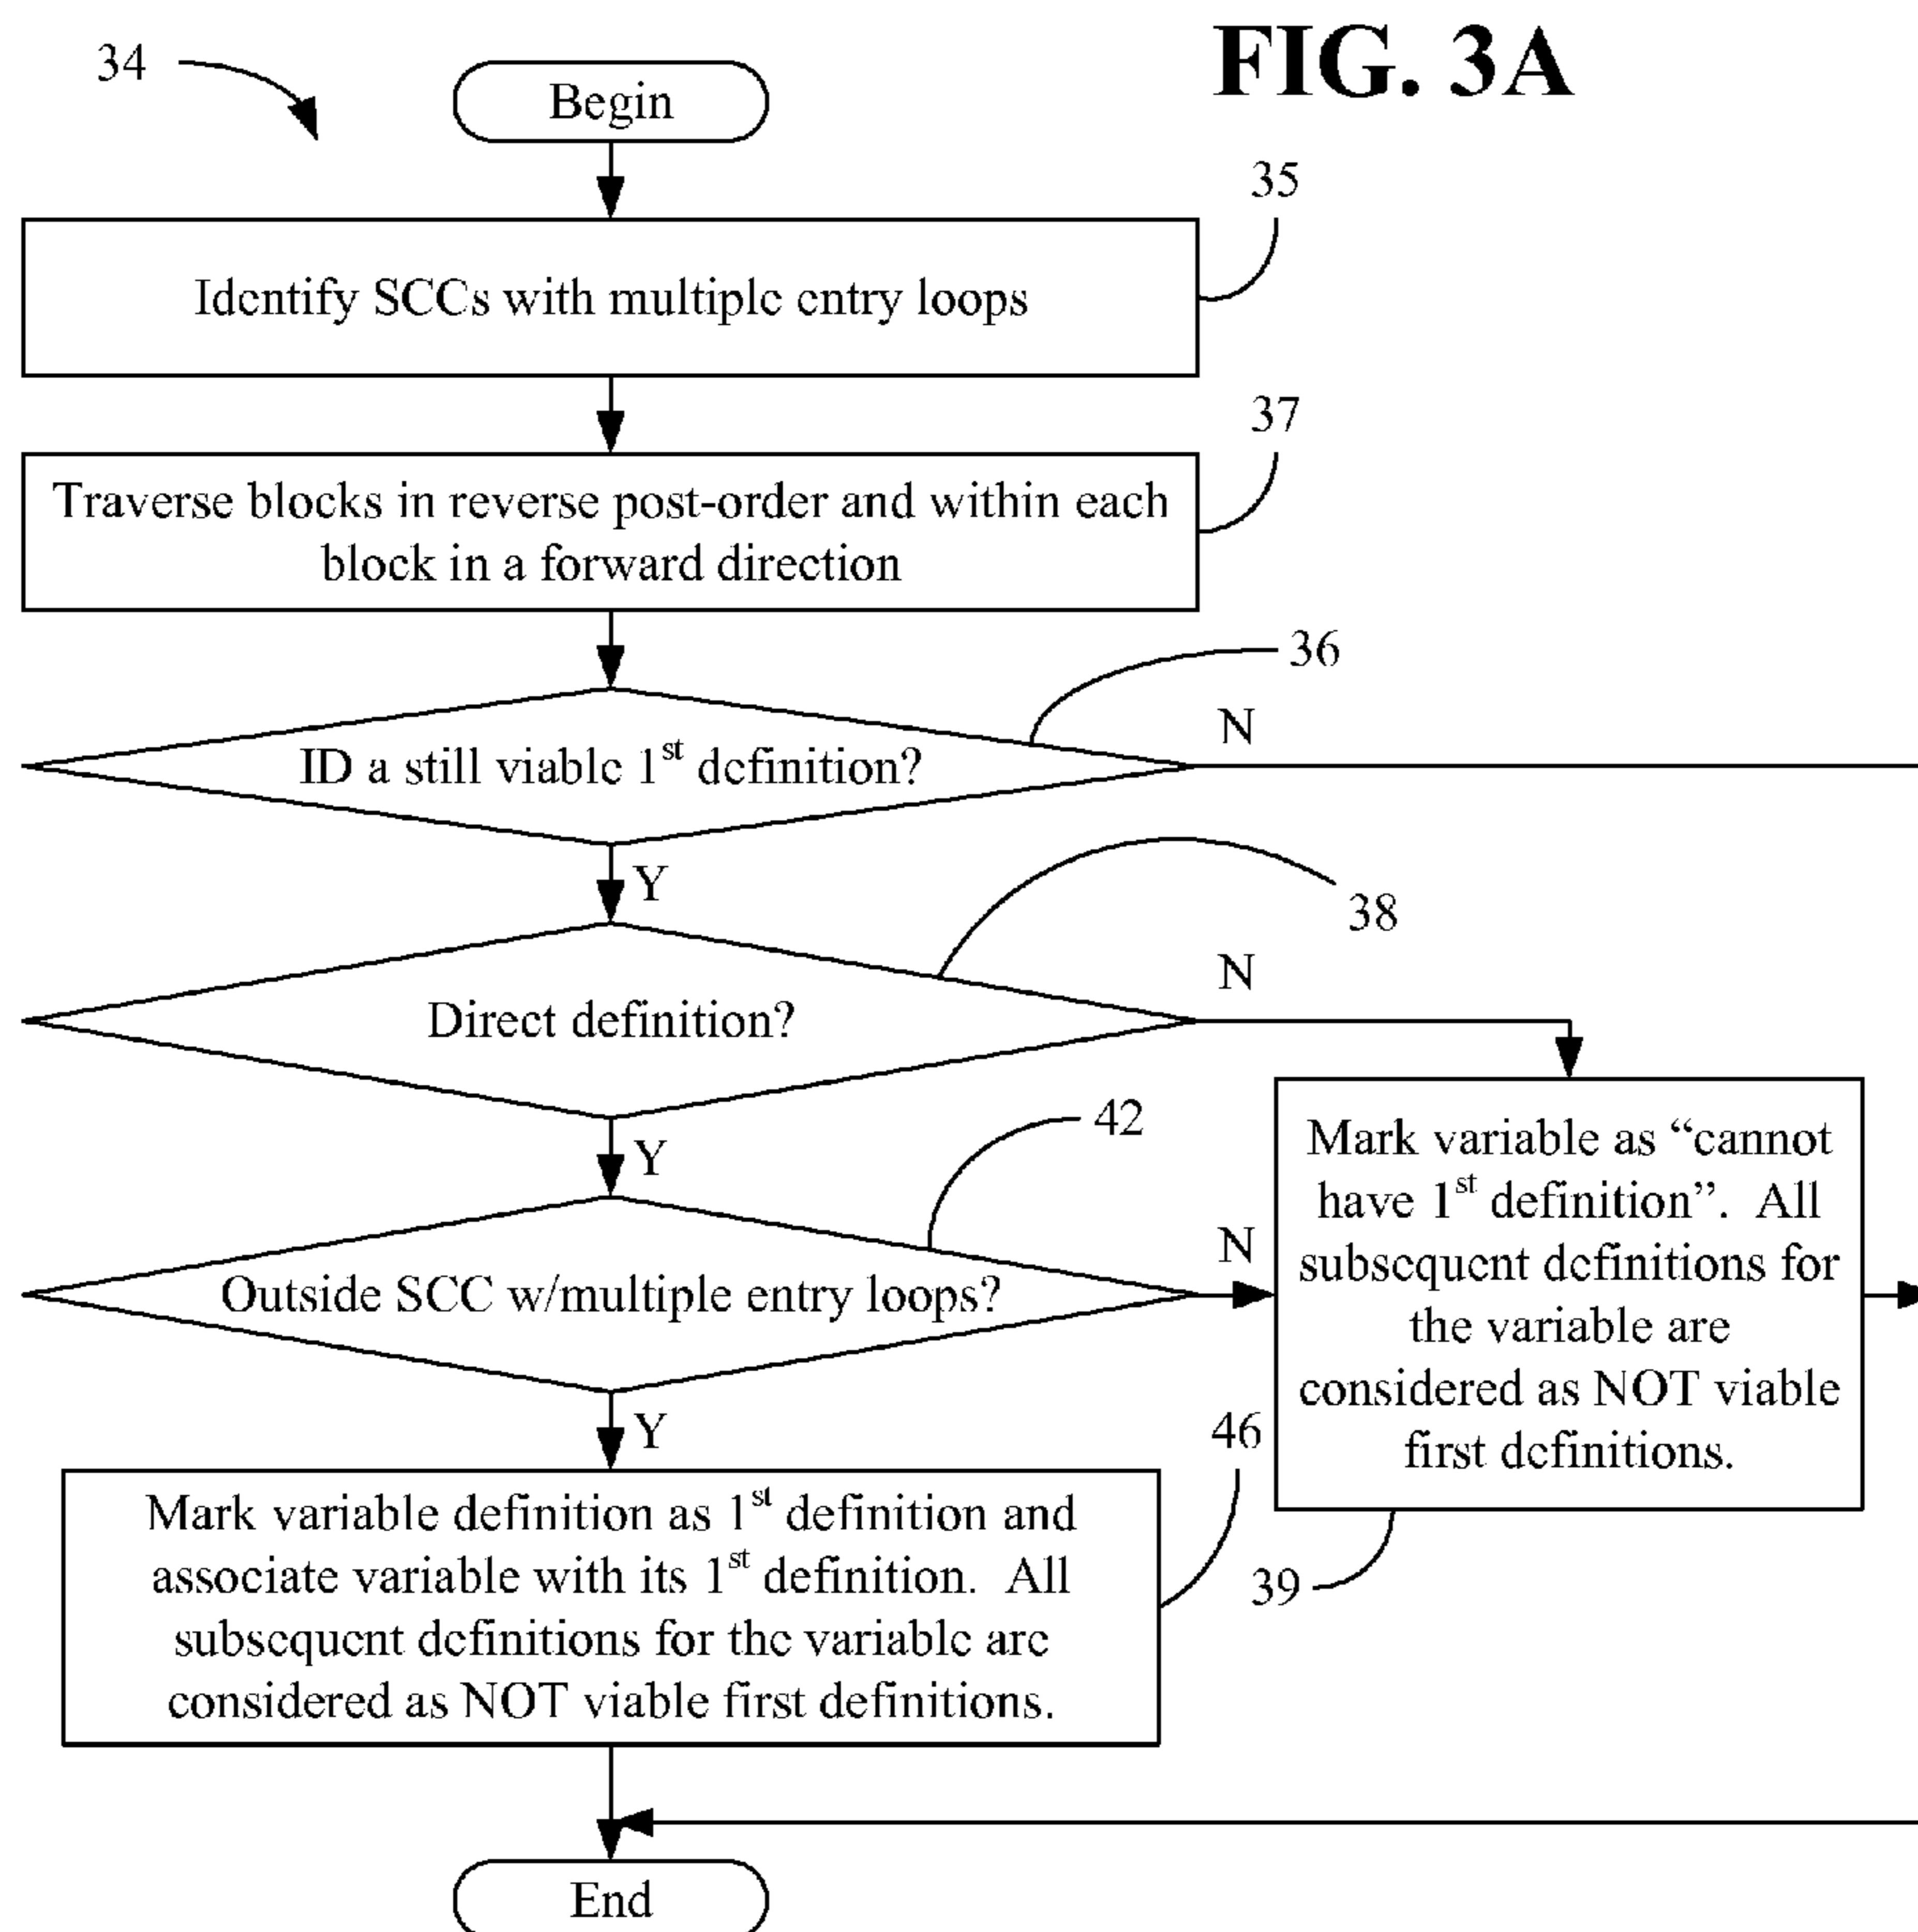 FIG. 3A
34
Begin
35
Identify SCCs with multiple entry loops
37
Traverse blocks in reverse post-order and within each
block in a forward direction
36
N
ID a still viable 1st definition?
Y
38
N
Direct definition?
Y
42
N
Outside SCC w/multiple entry loops?
Y
Mark variable as “cannot
have 1st definition”. All
subsequent definitions for
the variable are
considered as NOT viable
first definitions.
39
46
Mark variable definition as 1st definition and
associate variable with its 1st definition. All
subsequent definitions for the variable are
considered as NOT viable first definitions.
End